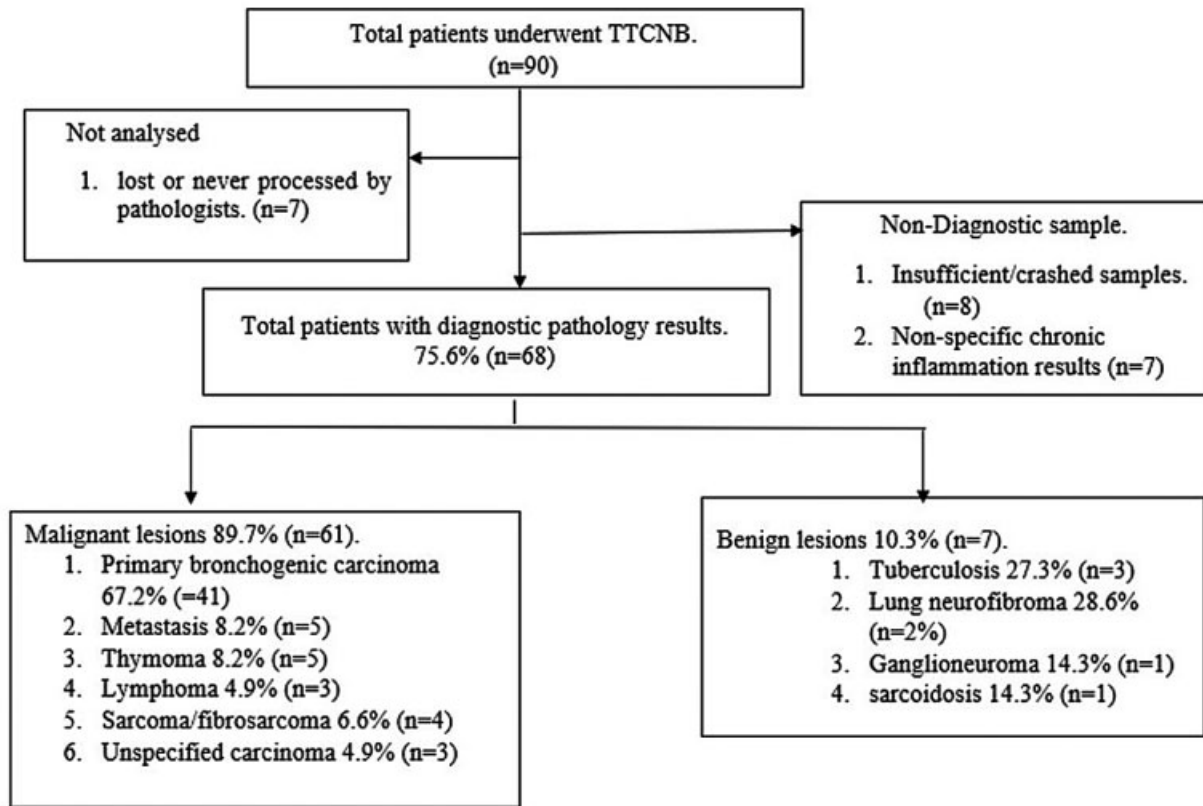 Total patients underwent TTCNB.
(n=90)
Not analysed
1. lost or never processed by
pathologists. (n=7)
Non-Diagnostic sample.
1. Insufficient/crashed samples.
(n=8)
2. Non-specific chronic
inflammation results (n=7)
Total patients with diagnostic pathology results.
75.6% (n=68)
Malignant lesions 89.7% (n=61).
1. Primary bronchogenic carcinoma
67.2% (=41)
2. Metastasis 8.2% (n=5)
3. Thymoma 8.2% (n=5)
4. Lymphoma 4.9% (n=3)
5. Sarcoma/fibrosarcoma 6.6% (n=4)
6. Unspecified carcinoma 4.9% (n=3)
Benign lesions 10.3% (n=7).
1. Tuberculosis 27.3% (n=3)
2. Lung neurofibroma 28.6%
(n=2%)
3. Ganglioneuroma 14.3% (n=1)
4. sarcoidosis 14.3% (n=1)